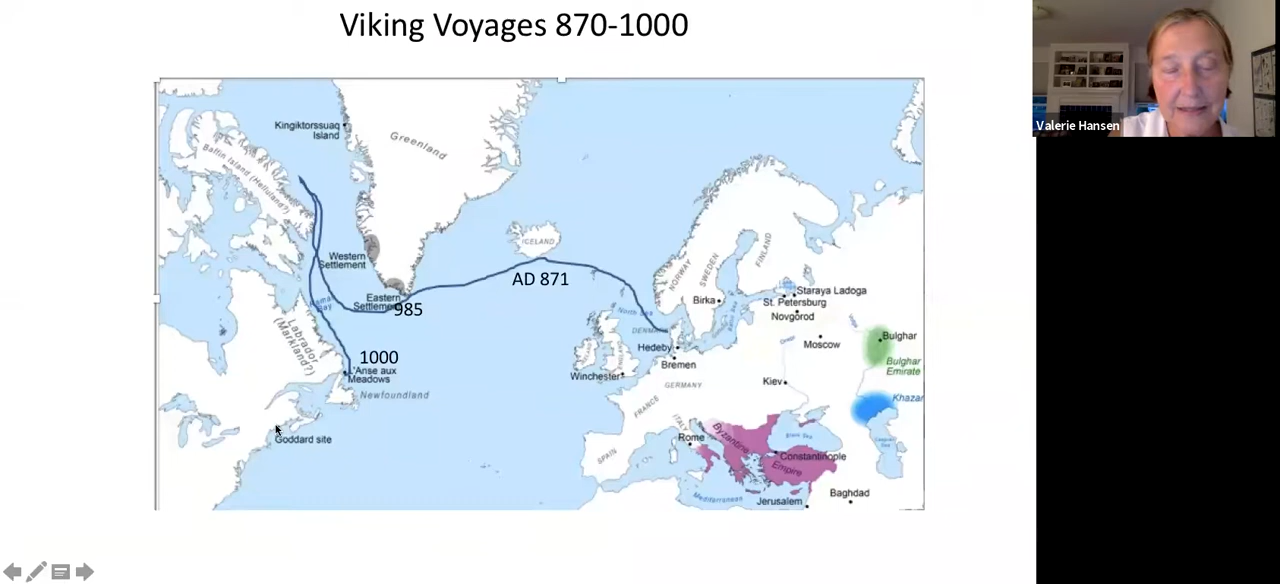 Viking Voyages 870-1000
Valerie Hansen
Kingiktorssuaq
Island
Greenland
Baffin Island (Helluland?)
ICELAND
Western
Settlement
AD 871
Eastern
Settlement
985
NORWAY
SWEDEN
FINLAND
Birka
Staraya Ladoga
St. Petersburg
Novgorod
North Sea
DENMARK
Hedeby
Bremen
Moscow
Bulghar
Bulghar
Emirate
Labrador
(Markland?)
1000
L'Anse aux
Meadows
Newfoundland
ENGLAND
Winchester
GERMANY
Kiev
Khazar
FRANCE
Goddard site
ITALY
Rome
Byzantine
Empire
Black Sea
Constantinople
SPAIN
Mediterranean
Jerusalem
Baghdad